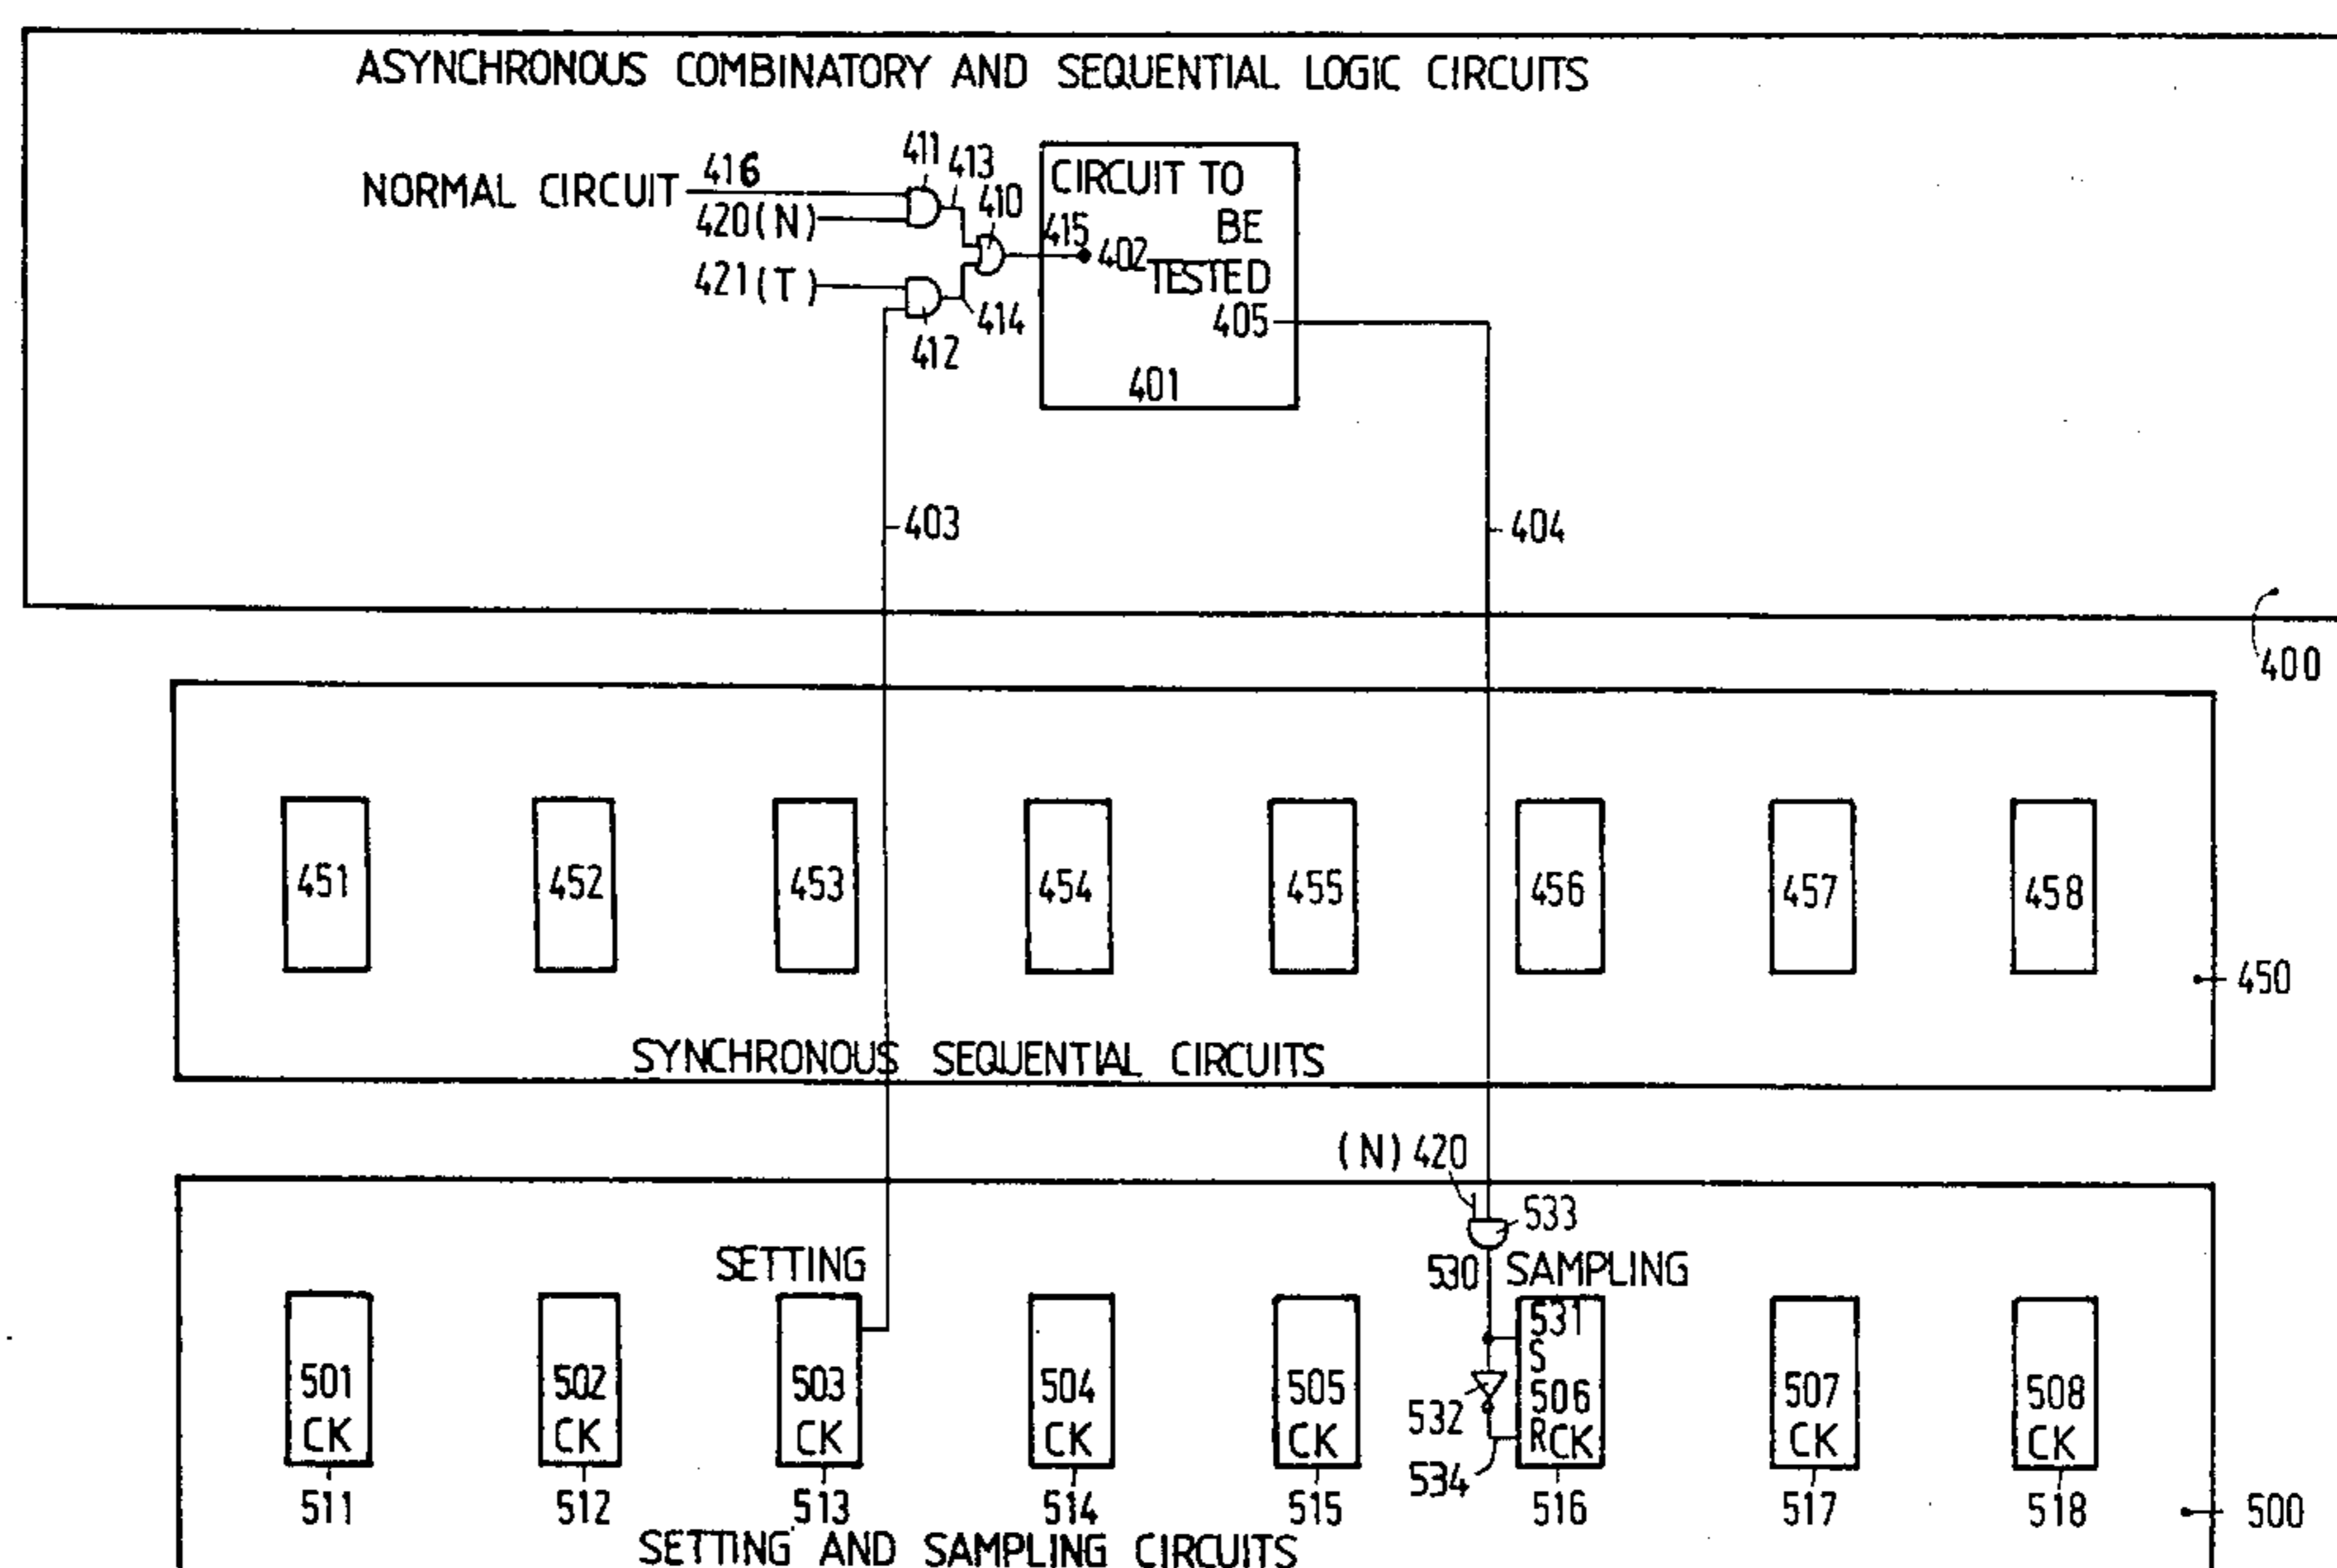 ASYNCHRONOUS COMBINATORY AND SEQUENTIAL LOGIC CIRCUITS
411
413
410
NORMAL CIRCUIT 416
420(N)
421(T)
412
414
CIRCUIT TO
BE
TESTED
415
402
405
401
403
404
400
451
452
453
454
455
456
457
458
450
SYNCHRONOUS SEQUENTIAL CIRCUITS
(N) 420
533
SETTING
530 SAMPLING
531
S
532
R
534
501
CK
502
CK
503
CK
504
CK
505
CK
506
CK
507
CK
508
CK
511
512
513
514
515
516
517
518
500
SETTING AND SAMPLING CIRCUITS